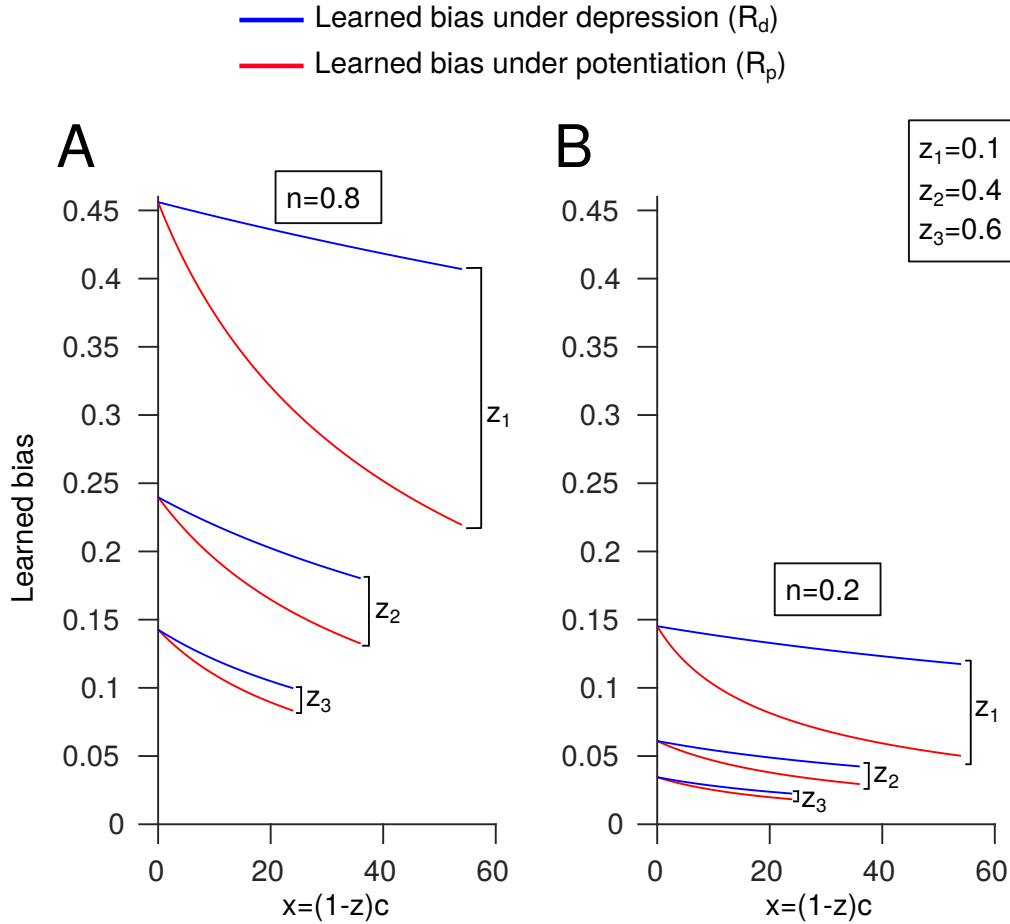 Learned bias under depression (R_d)
Learned bias under potentiation (R_p)
A
B
n=0.8
z_1=0.1
z_2=0.4
z_3=0.6
Learned bias
0.45
0.4
0.35
0.3
0.25
0.2
0.15
0.1
0.05
0
z_1
z_2
z_3
0 20 40 60
x=(1-z)c
0.45
0.4
0.35
0.3
0.25
0.2
0.15
0.1
0.05
0
n=0.2
z_1
z_2
z_3
0 20 40 60
x=(1-z)c